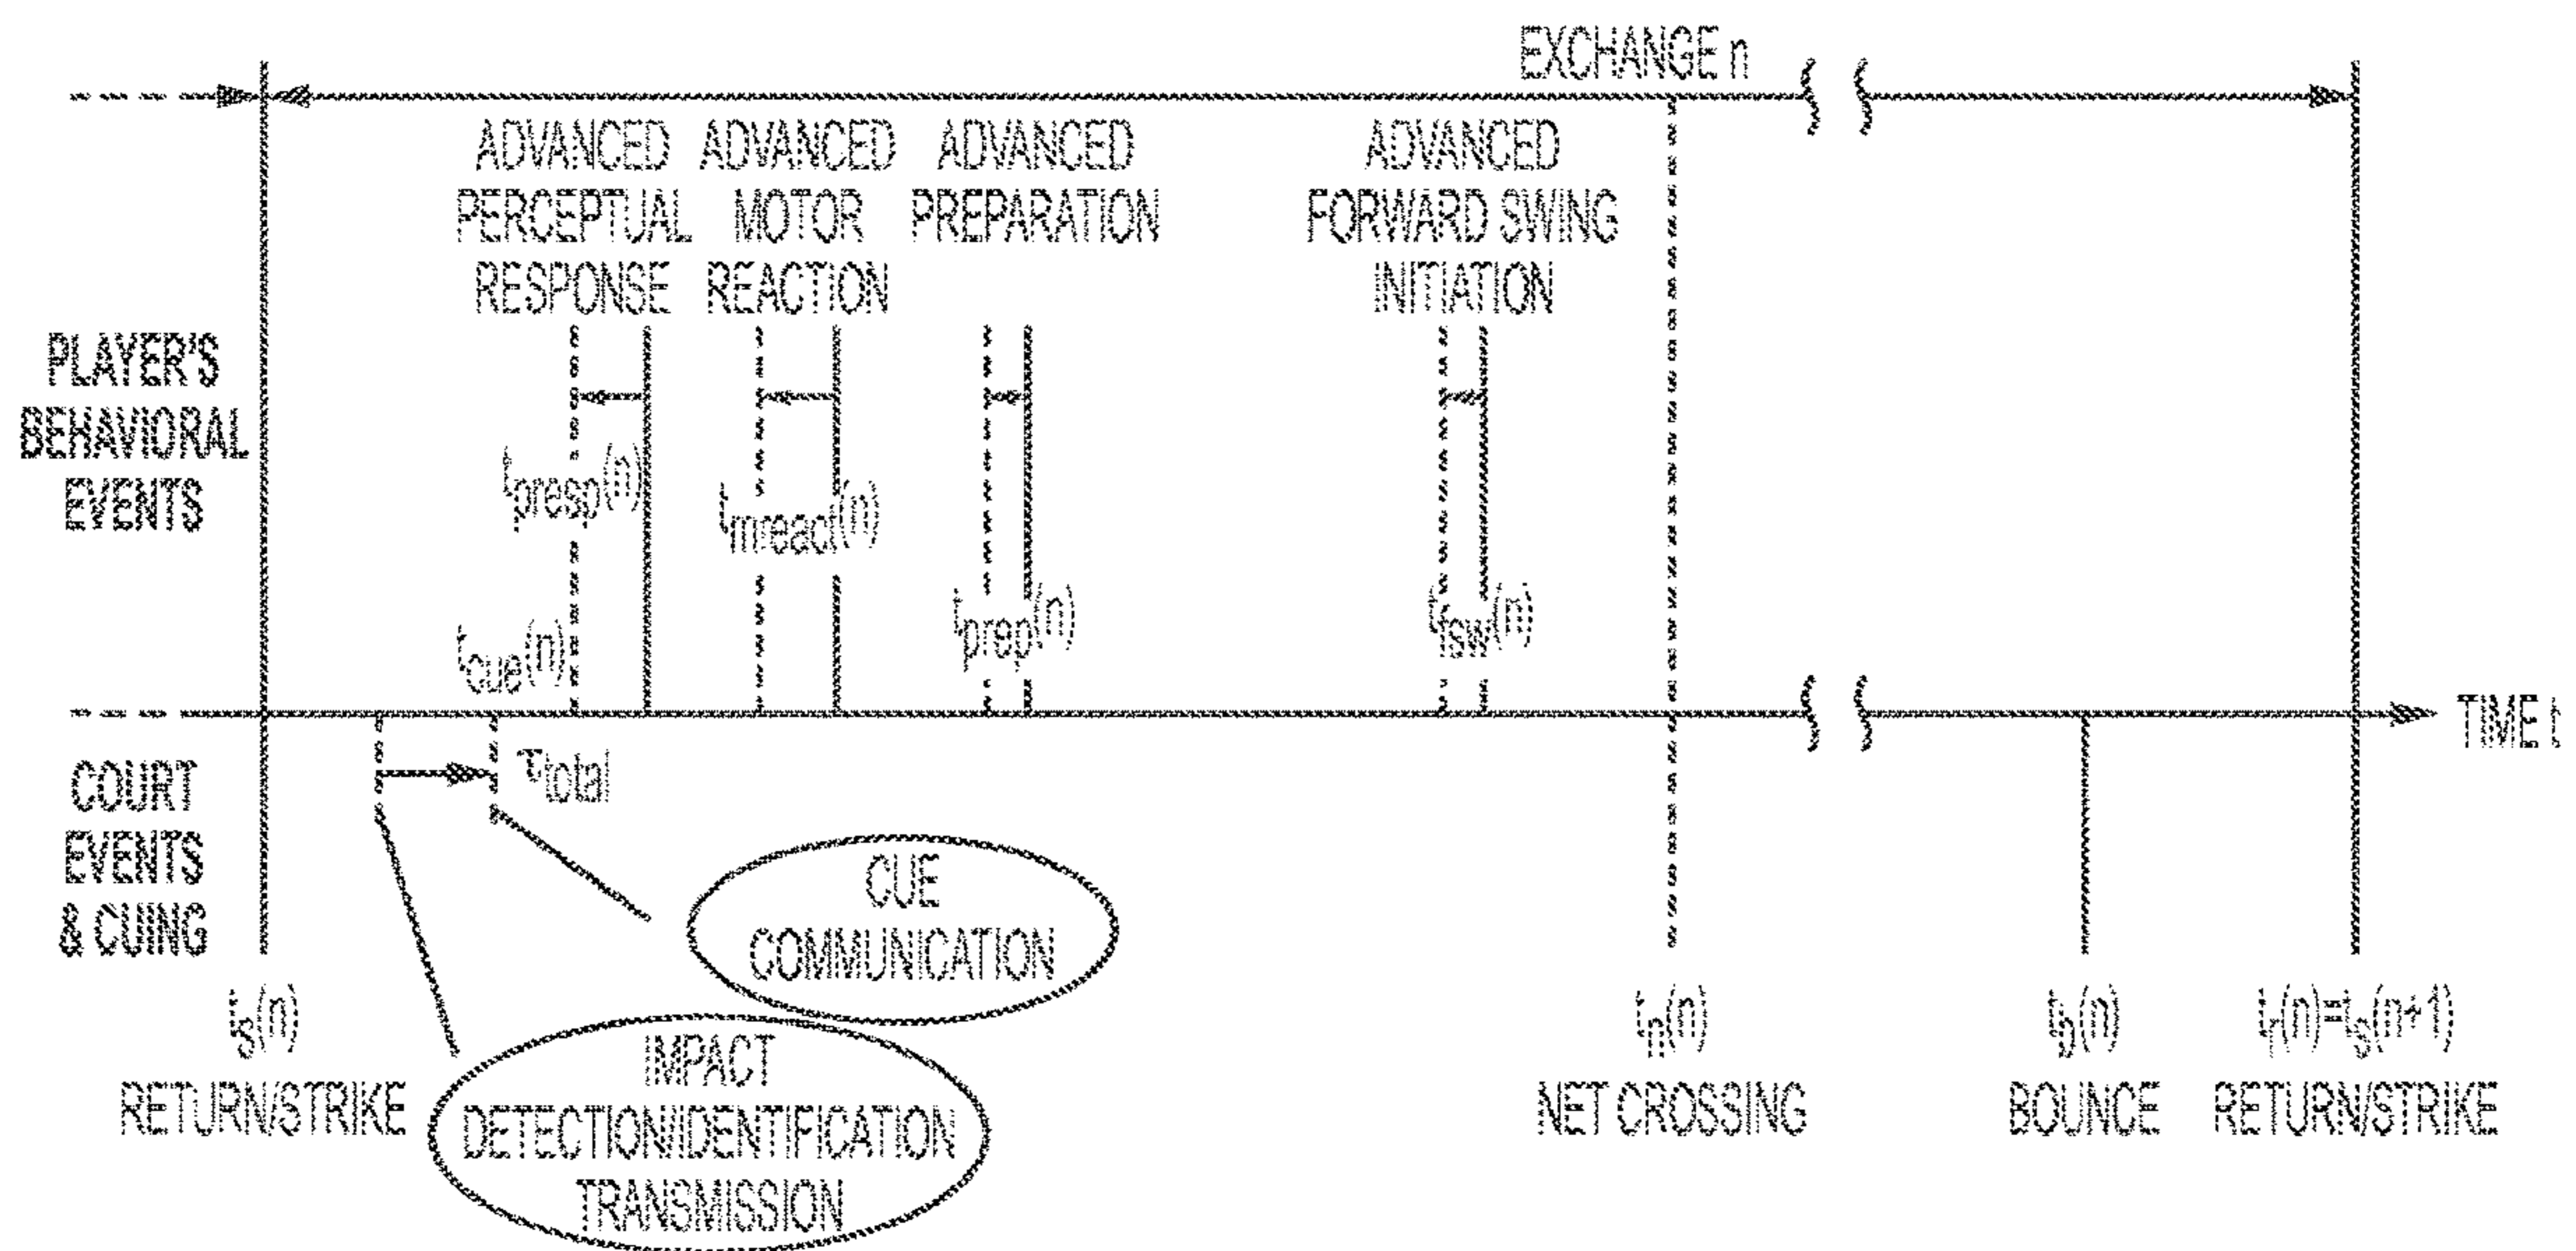 EXCHANGE n
ADVANCED
PERCEPTUAL
RESPONSE
ADVANCED
MOTOR
REACTION
ADVANCED
PREPARATION
ADVANCED
FORWARD SWING
INITIATION
PLAYER'S
BEHAVIORAL
EVENTS
tpresp(n)
tmreact(n)
tprep(n)
tfsw(n)
tcue(n)
TIME t
τtotal
COURT
EVENTS
& CUING
CUE
COMMUNICATION
IMPACT
DETECTION/IDENTIFICATION
TRANSMISSION
ts(n)
RETURN/STRIKE
tn(n)
NET CROSSING
tb(n)
BOUNCE
tr(n)=ts(n+1)
RETURN/STRIKE